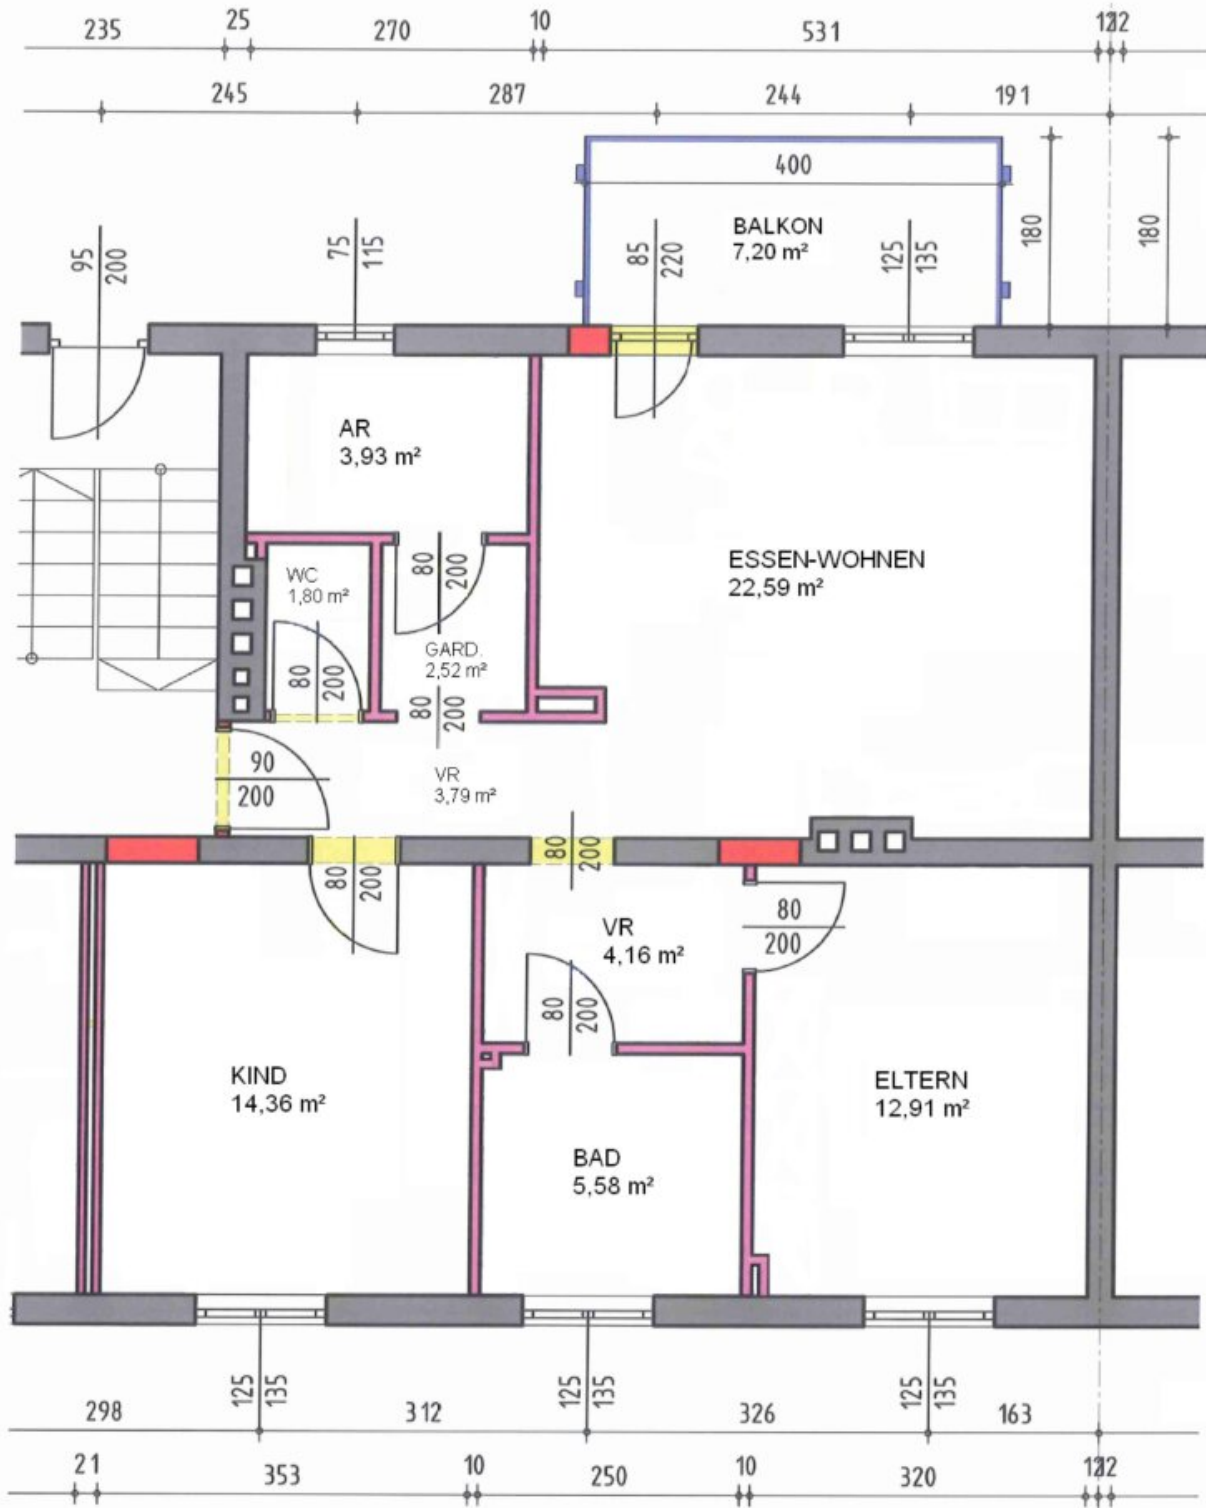 235
25
270
10
531
12
12
245
287
244
191
400
BALKON
7,20 m²
180
180
95
200
75
115
85
220
125
135
AR
3,93 m²
80
200
WC
1,80 m²
ESSEN-WOHNEN
22,59 m²
GARD.
2,52 m²
80
200
80
200
90
200
VR
3,79 m²
80
200
80
200
80
200
VR
4,16 m²
80
200
KIND
14,36 m²
ELTERN
12,91 m²
BAD
5,58 m²
125
135
125
135
125
135
298
312
326
163
21
353
10
250
10
320
12
12